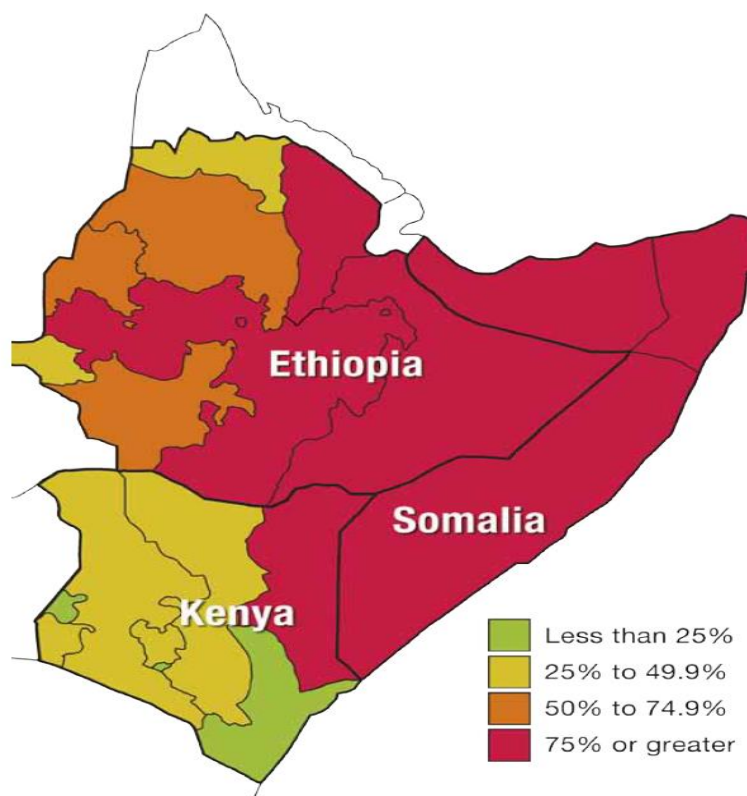 Ethiopia
Somalia
Kenya
Less than 25%
25% to 49.9%
50% to 74.9%
75% or greater